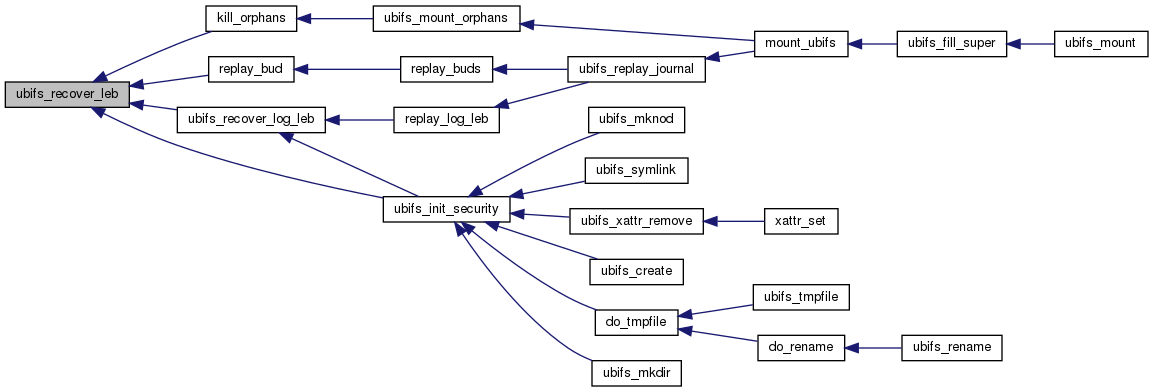 kill_orphans
ubifs_mount_orphans
mount_ubifs
ubifs_fill_super
ubifs_mount
replay_bud
replay_buds
ubifs_replay_journal
ubifs_recover_leb
ubifs_recover_log_leb
replay_log_leb
ubifs_mknod
ubifs_symlink
ubifs_init_security
ubifs_xattr_remove
xattr_set
ubifs_create
ubifs_tmpfile
do_tmpfile
do_rename
ubifs_rename
ubifs_mkdir